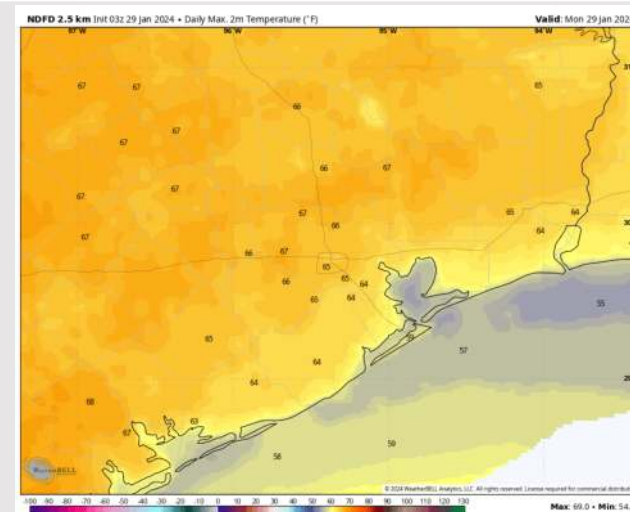 NDFD 2.5 km Init 03z 29 Jan 2024 • Daily Max. 2m Temperature (°F)
Valid: Mon 29 Jan 202
97°W 96°W 95°W 94°W
67 67 66 65
67 67
66 67
67 67
67 66 65 64
67 64
66 67
65
66 65 64
65 64
55
65
57
64
64
68
63
67
59
58
WeatherBELL
© 2024 WeatherBELL Analytics, LLC. All rights reserved. License required for commercial distribut
-100 -90 -80 -70 -60 -50 -40 -30 -20 -10 0 10 20 30 40 50 60 70 80 90 100 110 120 130
Max: 69.0 • Min: 54.